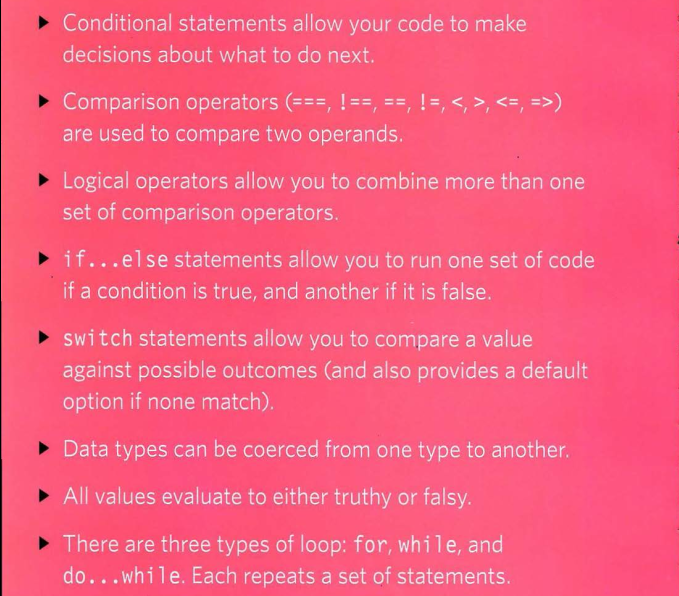 ▶ Conditional statements allow your code to make
decisions about what to do next.
▶ Comparison operators (===, !==, ==, !=, <, >, <=, =>)
are used to compare two operands.
▶ Logical operators allow you to combine more than one
set of comparison operators.
▶ if...else statements allow you to run one set of code
if a condition is true, and another if it is false.
▶ switch statements allow you to compare a value
against possible outcomes (and also provides a default
option if none match).
▶ Data types can be coerced from one type to another.
▶ All values evaluate to either truthy or falsy.
▶ There are three types of loop: for, while, and
do...while. Each repeats a set of statements.